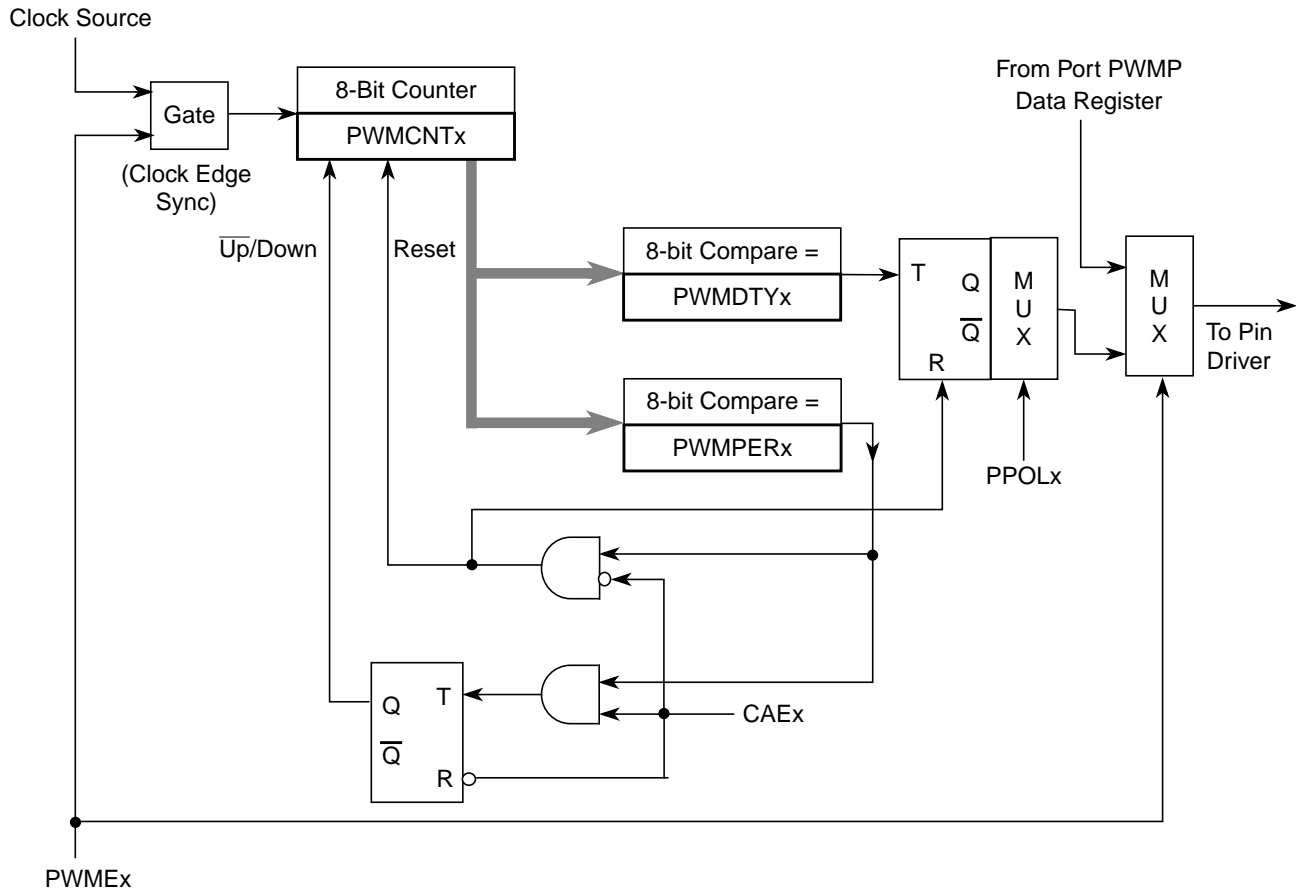 Clock Source
From Port PWMP
Data Register
8-Bit Counter
Gate
PWMCNTx
(Clock Edge
Sync)
U̅p̅/Down
Reset
8-bit Compare =
PWMDTYx
T
Q
Q̅
R
M
U
X
M
U
X
To Pin
Driver
8-bit Compare =
PWMPERx
PPOLx
Q
T
Q̅
R
CAEx
PWMEx